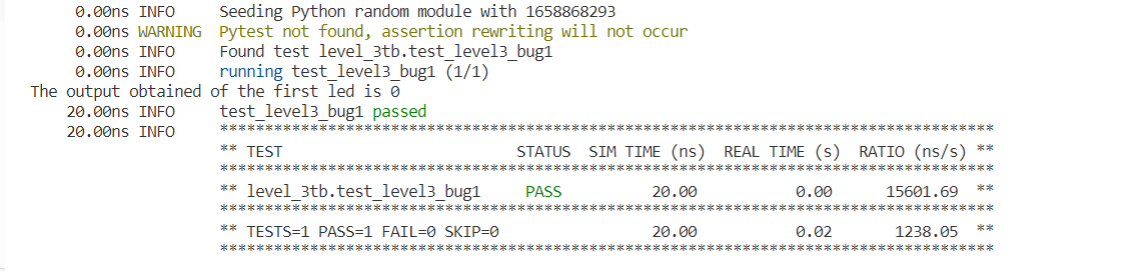 0.00ns INFO     Seeding Python random module with 1658868293
0.00ns WARNING  Pytest not found, assertion rewriting will not occur
0.00ns INFO     Found test level_3tb.test_level3_bug1
0.00ns INFO     running test_level3_bug1 (1/1)
The output obtained of the first led is 0
20.00ns INFO     test_level3_bug1 passed
20.00ns INFO     **************************************************************************************
** TEST                          STATUS  SIM TIME (ns)  REAL TIME (s)  RATIO (ns/s) **
**************************************************************************************
** level_3tb.test_level3_bug1     PASS          20.00           0.00      15601.69  **
**************************************************************************************
** TESTS=1 PASS=1 FAIL=0 SKIP=0                 20.00           0.02       1238.05  **
**************************************************************************************